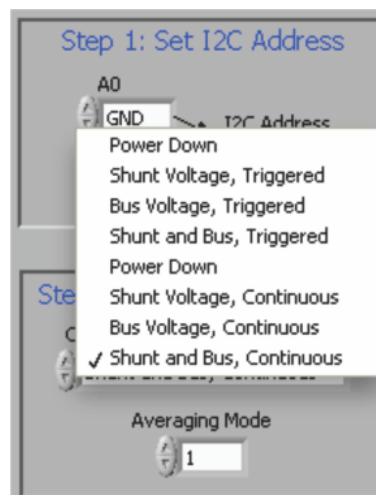 Step 1: Set I2C Address
A0
GND
I2C Address
Power Down
Shunt Voltage, Triggered
Bus Voltage, Triggered
Shunt and Bus, Triggered
Power Down
Shunt Voltage, Continuous
Bus Voltage, Continuous
Shunt and Bus, Continuous
Averaging Mode
1